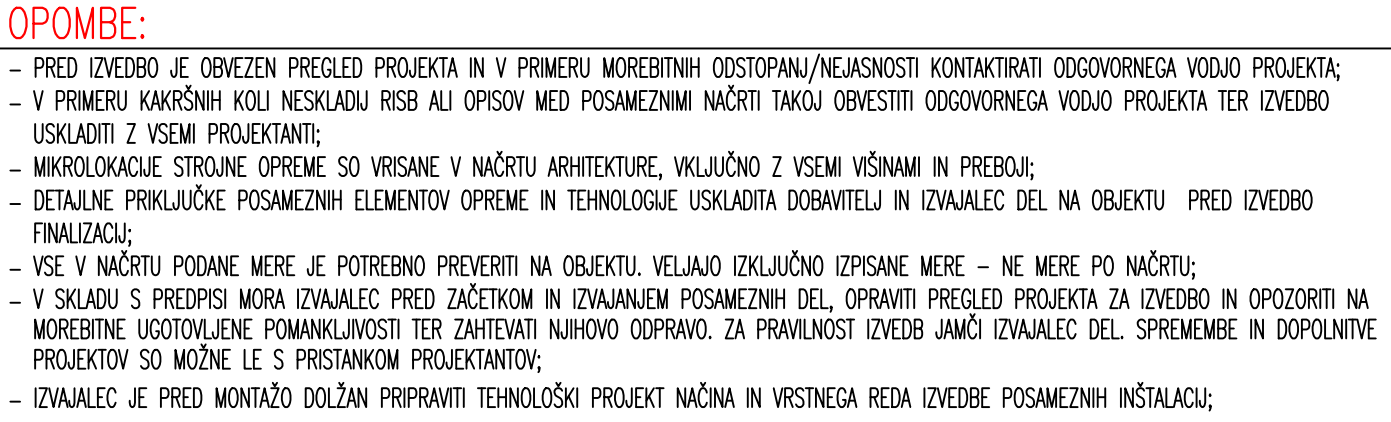 OPOMBE:
– PRED IZVEDBO JE OBVEZEN PREGLED PROJEKTA IN V PRIMERU MOREBITNIH ODSTOPANJ/NEJASNOSTI KONTAKTIRATI ODGOVORNEGA VODJO PROJEKTA;
– V PRIMERU KAKRŠNIH KOLI NESKLADIJ RISB ALI OPISOV MED POSAMEZNIMI NAČRTI TAKOJ OBVESTITI ODGOVORNEGA VODJO PROJEKTA TER IZVEDBO
USKLADITI Z VSEMI PROJEKTANTI;
– MIKROLOKACIJE STROJNE OPREME SO VRISANE V NAČRTU ARHITEKTURE, VKLJUČNO Z VSEMI VIŠINAMI IN PREBOJI;
– DETAJLNE PRIKLJUČKE POSAMEZNIH ELEMENTOV OPREME IN TEHNOLOGIJE USKLADITA DOBAVITELJ IN IZVAJALEC DEL NA OBJEKTU PRED IZVEDBO
FINALIZACIJ;
– VSE V NAČRTU PODANE MERE JE POTREBNO PREVERITI NA OBJEKTU. VELJAJO IZKLJUČNO IZPISANE MERE – NE MERE PO NAČRTU;
– V SKLADU S PREDPISI MORA IZVAJALEC PRED ZAČETKOM IN IZVAJANJEM POSAMEZNIH DEL, OPRAVITI PREGLED PROJEKTA ZA IZVEDBO IN OPOZORITI NA
MOREBITNE UGOTOVLJENE POMANKLJIVOSTI TER ZAHTEVATI NJIHOVO ODPRAVO. ZA PRAVILNOST IZVEDB JAMČI IZVAJALEC DEL. SPREMEMBE IN DOPOLNITVE
PROJEKTOV SO MOŽNE LE S PRISTANKOM PROJEKTANTOV;
– IZVAJALEC JE PRED MONTAŽO DOLŽAN PRIPRAVITI TEHNOLOŠKI PROJEKT NAČINA IN VRSTNEGA REDA IZVEDBE POSAMEZNIH INŠTALACIJ;